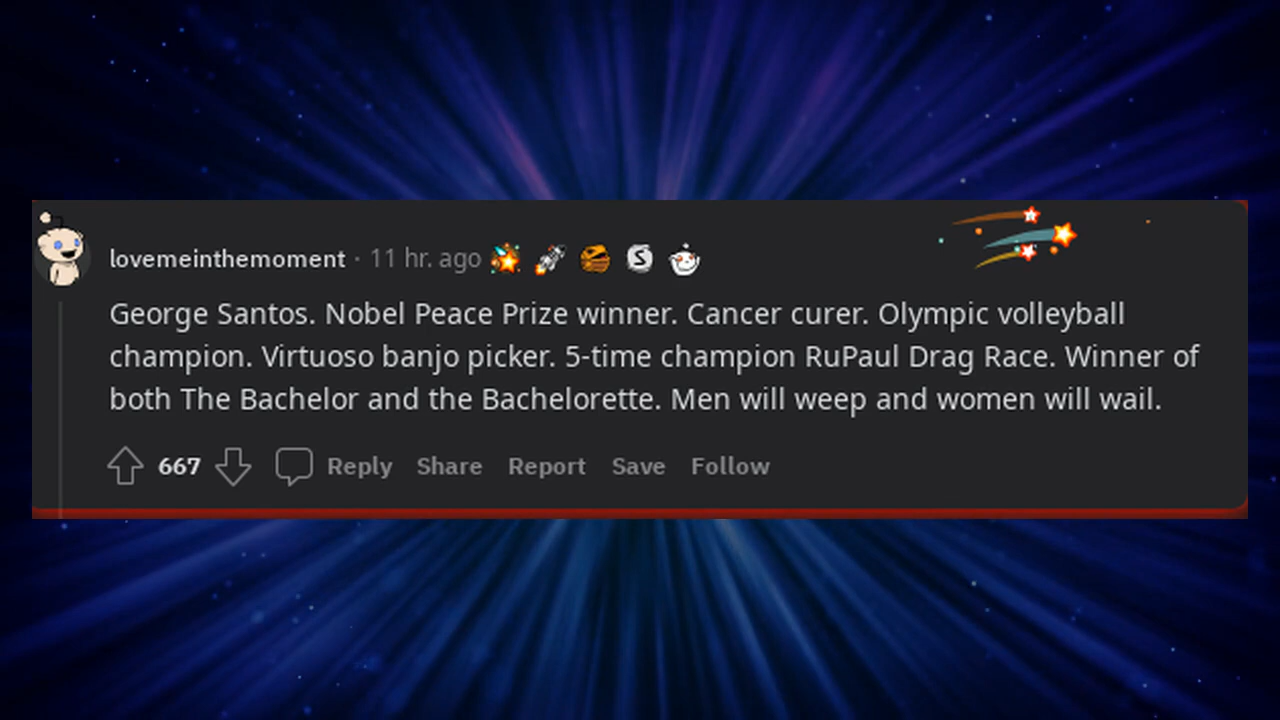 lovemeinthemoment · 11 hr. ago
George Santos. Nobel Peace Prize winner. Cancer curer. Olympic volleyball
champion. Virtuoso banjo picker. 5-time champion RuPaul Drag Race. Winner of
both The Bachelor and the Bachelorette. Men will weep and women will wail.
667 Reply Share Report Save Follow